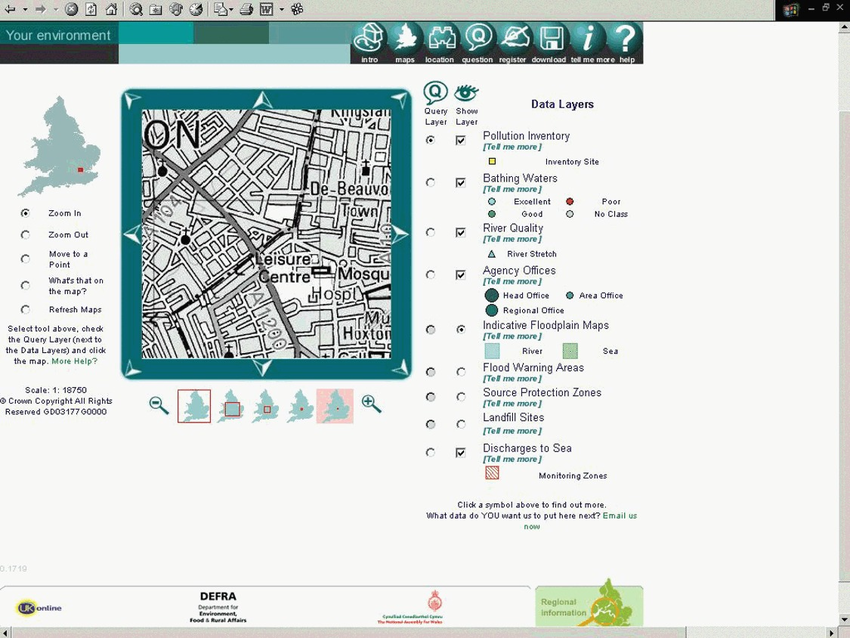 Your environment
intro
maps
location
question
register
download
tell me more
help
Query Layer
Show Layer
Data Layers
Pollution Inventory
[Tell me more]
Inventory Site
Bathing Waters
[Tell me more]
Excellent
Poor
Good
No Class
River Quality
[Tell me more]
River Stretch
Agency Offices
[Tell me more]
Head Office
Area Office
Regional Office
Indicative Floodplain Maps
[Tell me more]
River
Sea
Flood Warning Areas
[Tell me more]
Source Protection Zones
[Tell me more]
Landfill Sites
[Tell me more]
Discharges to Sea
[Tell me more]
Monitoring Zones
Click a symbol above to find out more.
What data do YOU want us to put here next? Email us
now
Zoom In
Zoom Out
Move to a
Point
What's that on
the map?
Refresh Maps
Select tool above, check
the Query Layer (next to
the Data Layers) and click
the map. More Help?
Scale: 1: 18750
© Crown Copyright All Rights
Reserved GD03177G0000
ON
De-Beauvo
Town
Leisure
Centre
Mosqu
Hospl
Mu
Hoxton
A1200
0.1710
UK online
DEFRA
Department for
Environment,
Food & Rural Affairs
Cynulliad Cenedlaethol Cymru
The National Assembly for Wales
Regional
information